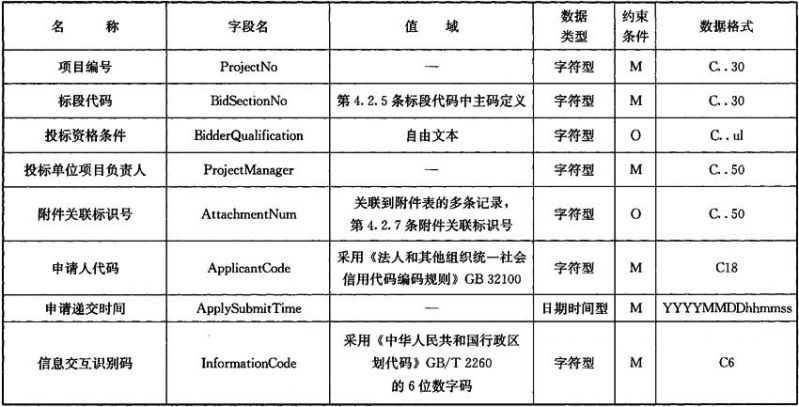 名 称 字段名 值 域 数据类型 约束条件 数据格式
项目编号 ProjectNo — 字符型 M C..30
标段代码 BidSectionNo 第4.2.5条标段代码中主码定义 字符型 M C..30
投标资格条件 BidderQualification 自由文本 字符型 O C..ul
投标单位项目负责人 ProjectManager — 字符型 M C..50
附件关联标识号 AttachmentNum 关联到附件表的多条记录，
第4.2.7条附件关联标识号 字符型 O C..50
申请人代码 ApplicantCode 采用《法人和其他组织统一社会
信用代码编码规则》GB 32100 字符型 M C18
申请递交时间 ApplySubmitTime — 日期时间型 M YYYYMMDDhhmmss
信息交互识别码 InformationCode 采用《中华人民共和国行政区
划代码》GB/T 2260
的6位数字码 字符型 M C6